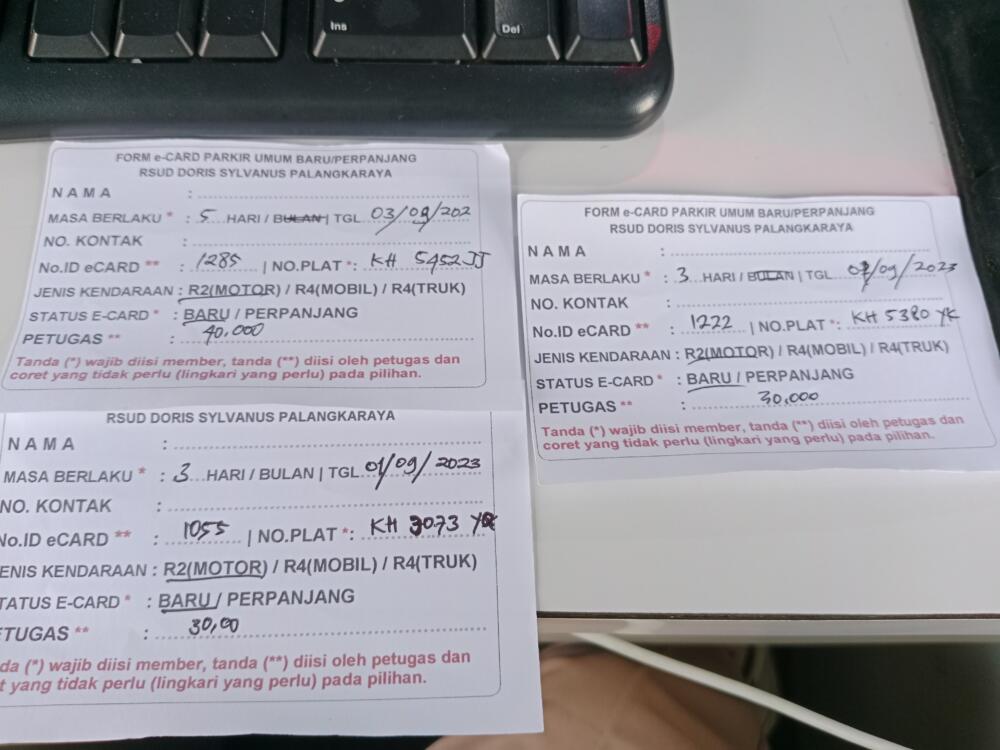 Ins
Del
FORM e-CARD PARKIR UMUM BARU/PERPANJANG
RSUD DORIS SYLVANUS PALANGKARAYA
NAMA :
MASA BERLAKU * : 5 HARI / BULAN | TGL 03/09/202
NO. KONTAK :
No.ID eCARD ** : 1285 | NO.PLAT *: KH 5452JJ
JENIS KENDARAAN : R2(MOTOR) / R4(MOBIL) / R4(TRUK)
STATUS E-CARD * : BARU / PERPANJANG
PETUGAS ** : 40.000
Tanda (*) wajib diisi member, tanda (**) diisi oleh petugas dan
coret yang tidak perlu (lingkari yang perlu) pada pilihan.
FORM e-CARD PARKIR UMUM BARU/PERPANJANG
RSUD DORIS SYLVANUS PALANGKARAYA
NAMA :
MASA BERLAKU * : 3 HARI / BULAN | TGL /09/2023
NO. KONTAK :
No.ID eCARD ** : 1222 | NO.PLAT *: KH 5380 YK
JENIS KENDARAAN : R2(MOTOR) / R4(MOBIL) / R4(TRUK)
STATUS E-CARD * : BARU / PERPANJANG
PETUGAS ** : 30,000
Tanda (*) wajib diisi member, tanda (**) diisi oleh petugas dan
coret yang tidak perlu (lingkari yang perlu) pada pilihan.
RSUD DORIS SYLVANUS PALANGKARAYA
NAMA :
MASA BERLAKU * : 3 HARI / BULAN | TGL 01/09/2023
NO. KONTAK :
No.ID eCARD ** : 1055 | NO.PLAT *: KH 3073
ENIS KENDARAAN : R2(MOTOR) / R4(MOBIL) / R4(TRUK)
TATUS E-CARD * : BARU / PERPANJANG
TUGAS ** : 30,00
da (*) wajib diisi member, tanda (**) diisi oleh petugas dan
t yang tidak perlu (lingkari yang perlu) pada pilihan.